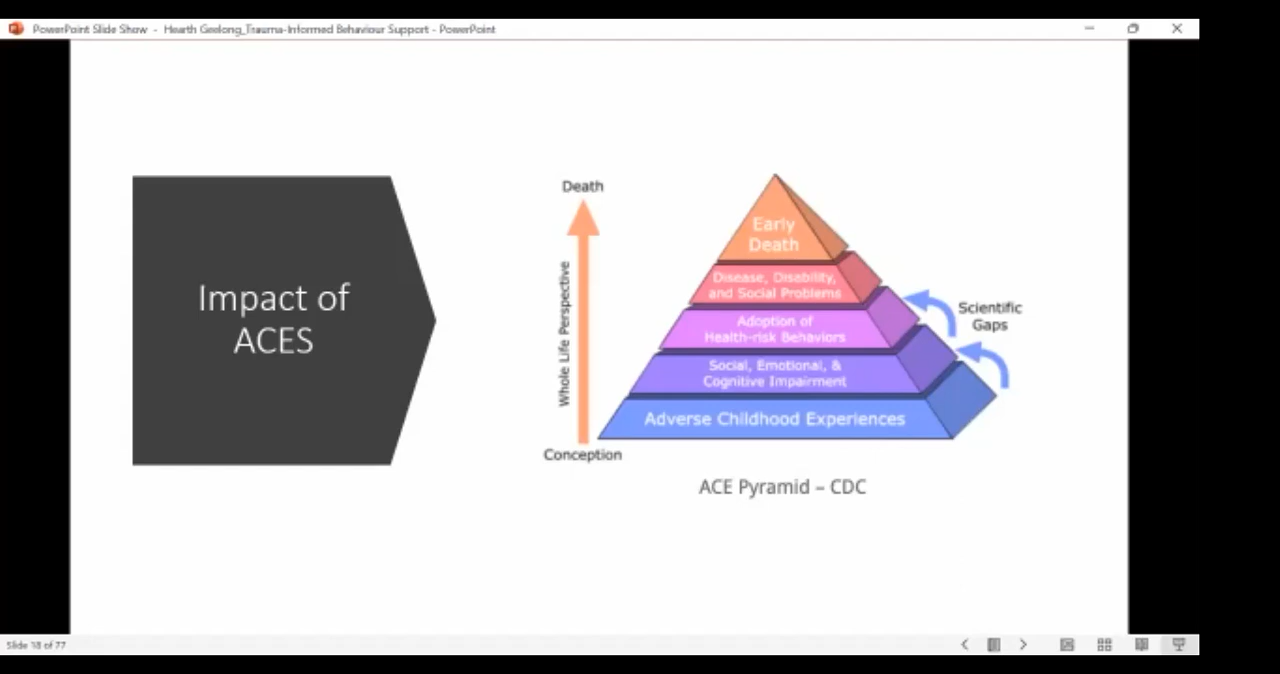 PowerPoint Slide Show - Hearth Geelong_Trauma-Informed Behaviour Support - PowerPoint
Impact of
ACES
Death
Whole Life Perspective
Conception
Early
Death
Disease, Disability,
and Social Problems
Adoption of
Health-risk Behaviors
Social, Emotional, &
Cognitive Impairment
Adverse Childhood Experiences
Scientific
Gaps
ACE Pyramid – CDC
Slide 18 of 77